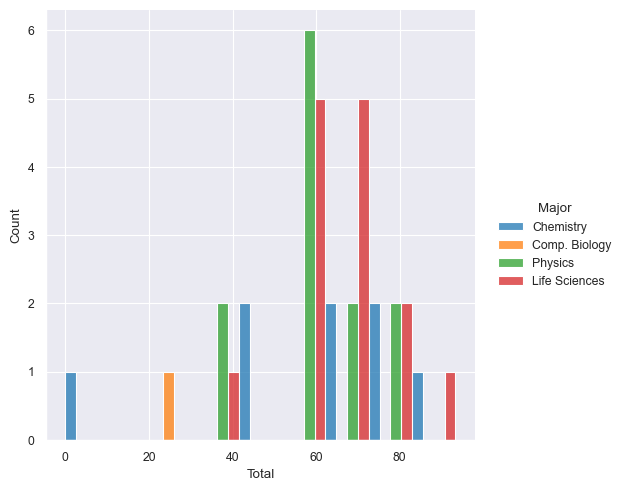 6
5
4
3
2
1
0
Count
0 20 40 60 80
Total
Major
Chemistry
Comp. Biology
Physics
Life Sciences